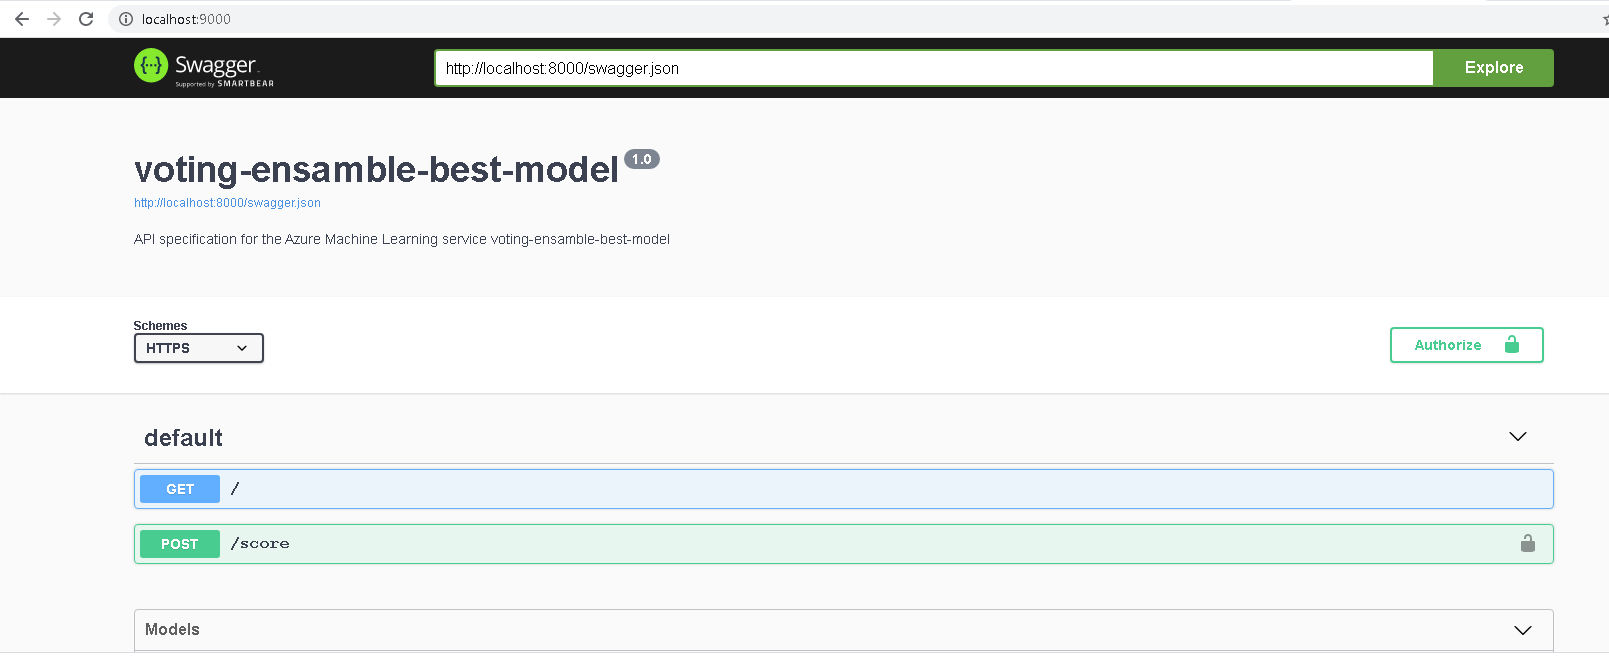 localhost:9000
Swagger
Supported by SMARTBEAR
http://localhost:8000/swagger.json
Explore
voting-ensamble-best-model 1.0
http://localhost:8000/swagger.json
API specification for the Azure Machine Learning service voting-ensamble-best-model
Schemes
HTTPS
Authorize
default
GET /
POST /score
Models